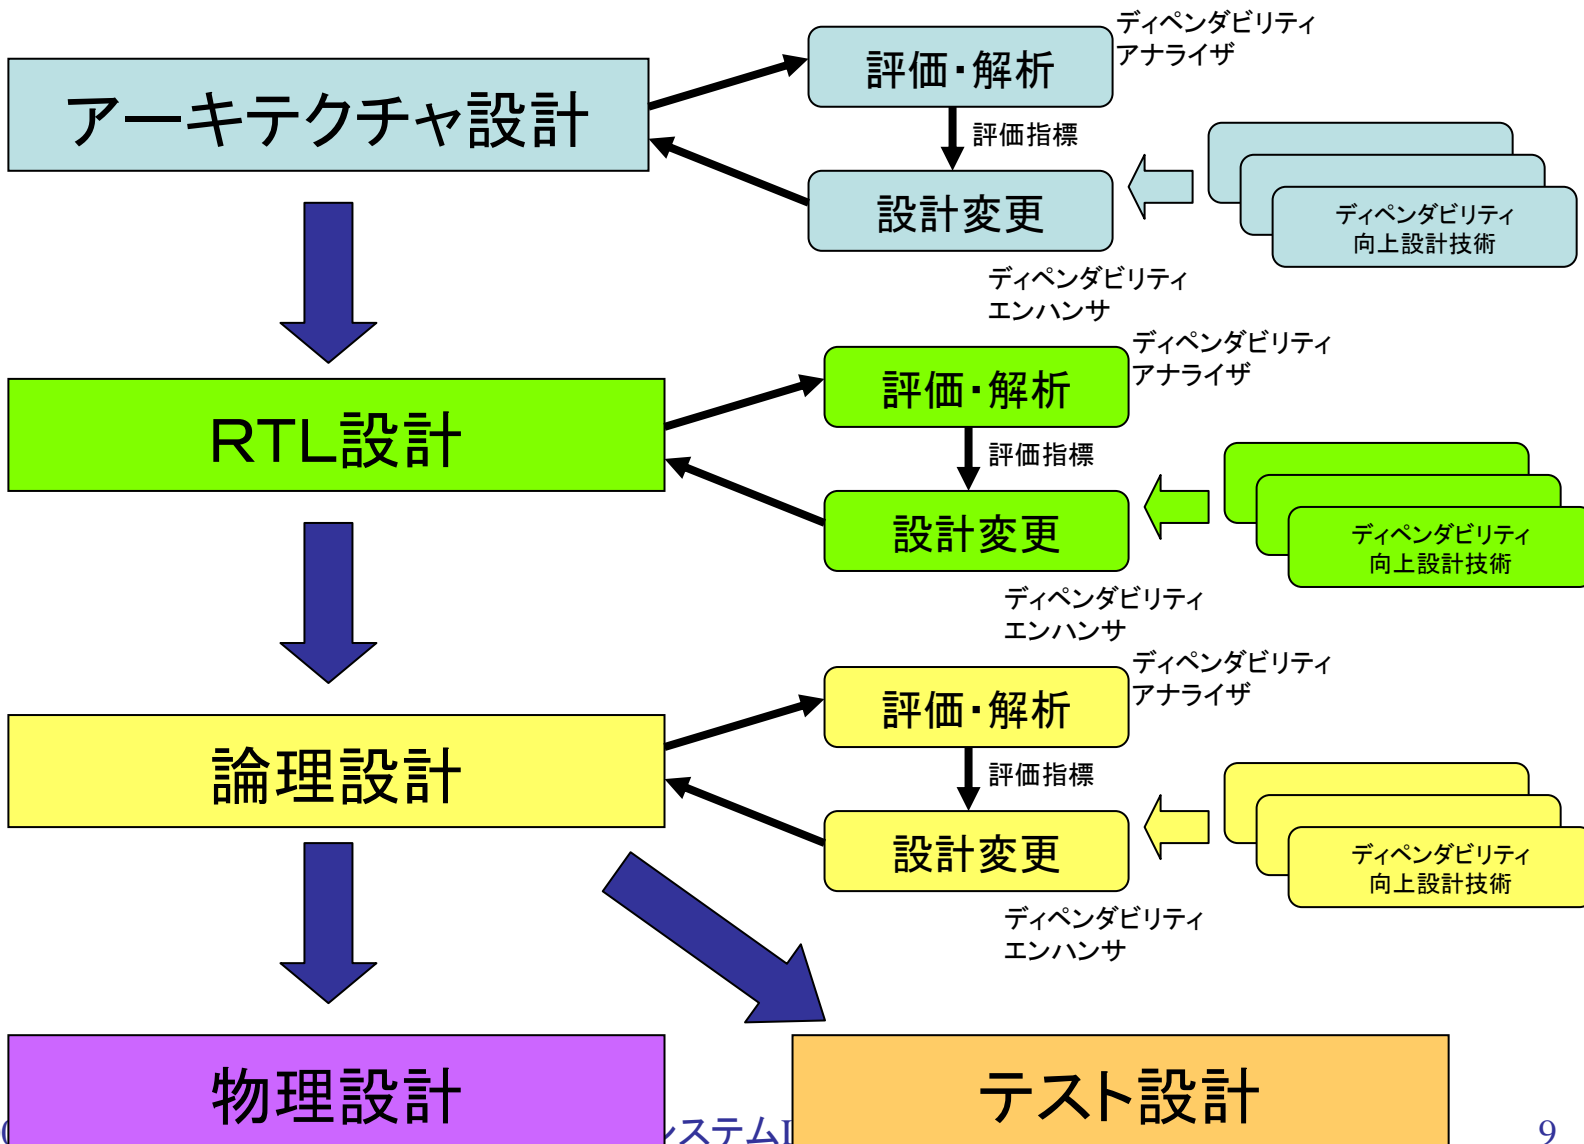 ディペンダビリティ
アナライザ
評価・解析
アーキテクチャ設計
評価指標
設計変更
ディペンダビリティ
向上設計技術
ディペンダビリティ
エンハンサ
ディペンダビリティ
アナライザ
評価・解析
RTL設計
評価指標
設計変更
ディペンダビリティ
向上設計技術
ディペンダビリティ
エンハンサ
ディペンダビリティ
アナライザ
評価・解析
論理設計
評価指標
設計変更
ディペンダビリティ
向上設計技術
ディペンダビリティ
エンハンサ
物理設計
テスト設計
ステム
9